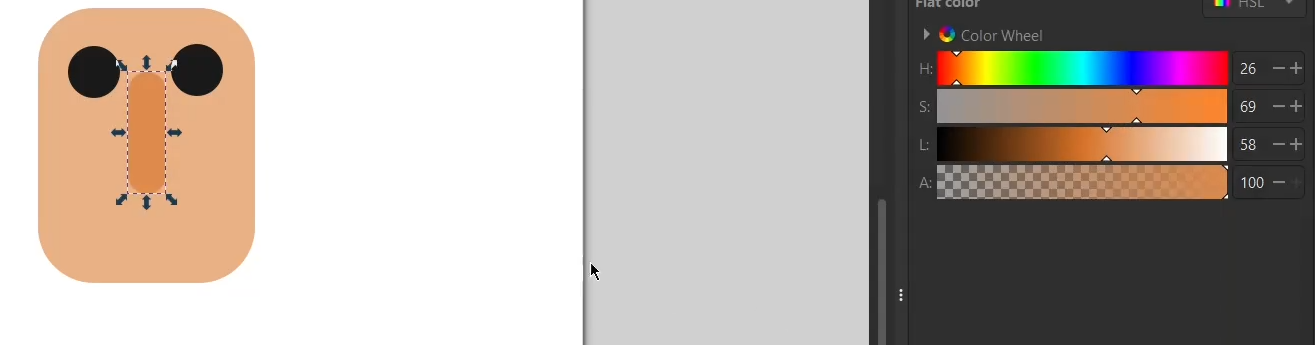 Flat color
HSL
Color Wheel
H: 26
S: 69
L: 58
A: 100